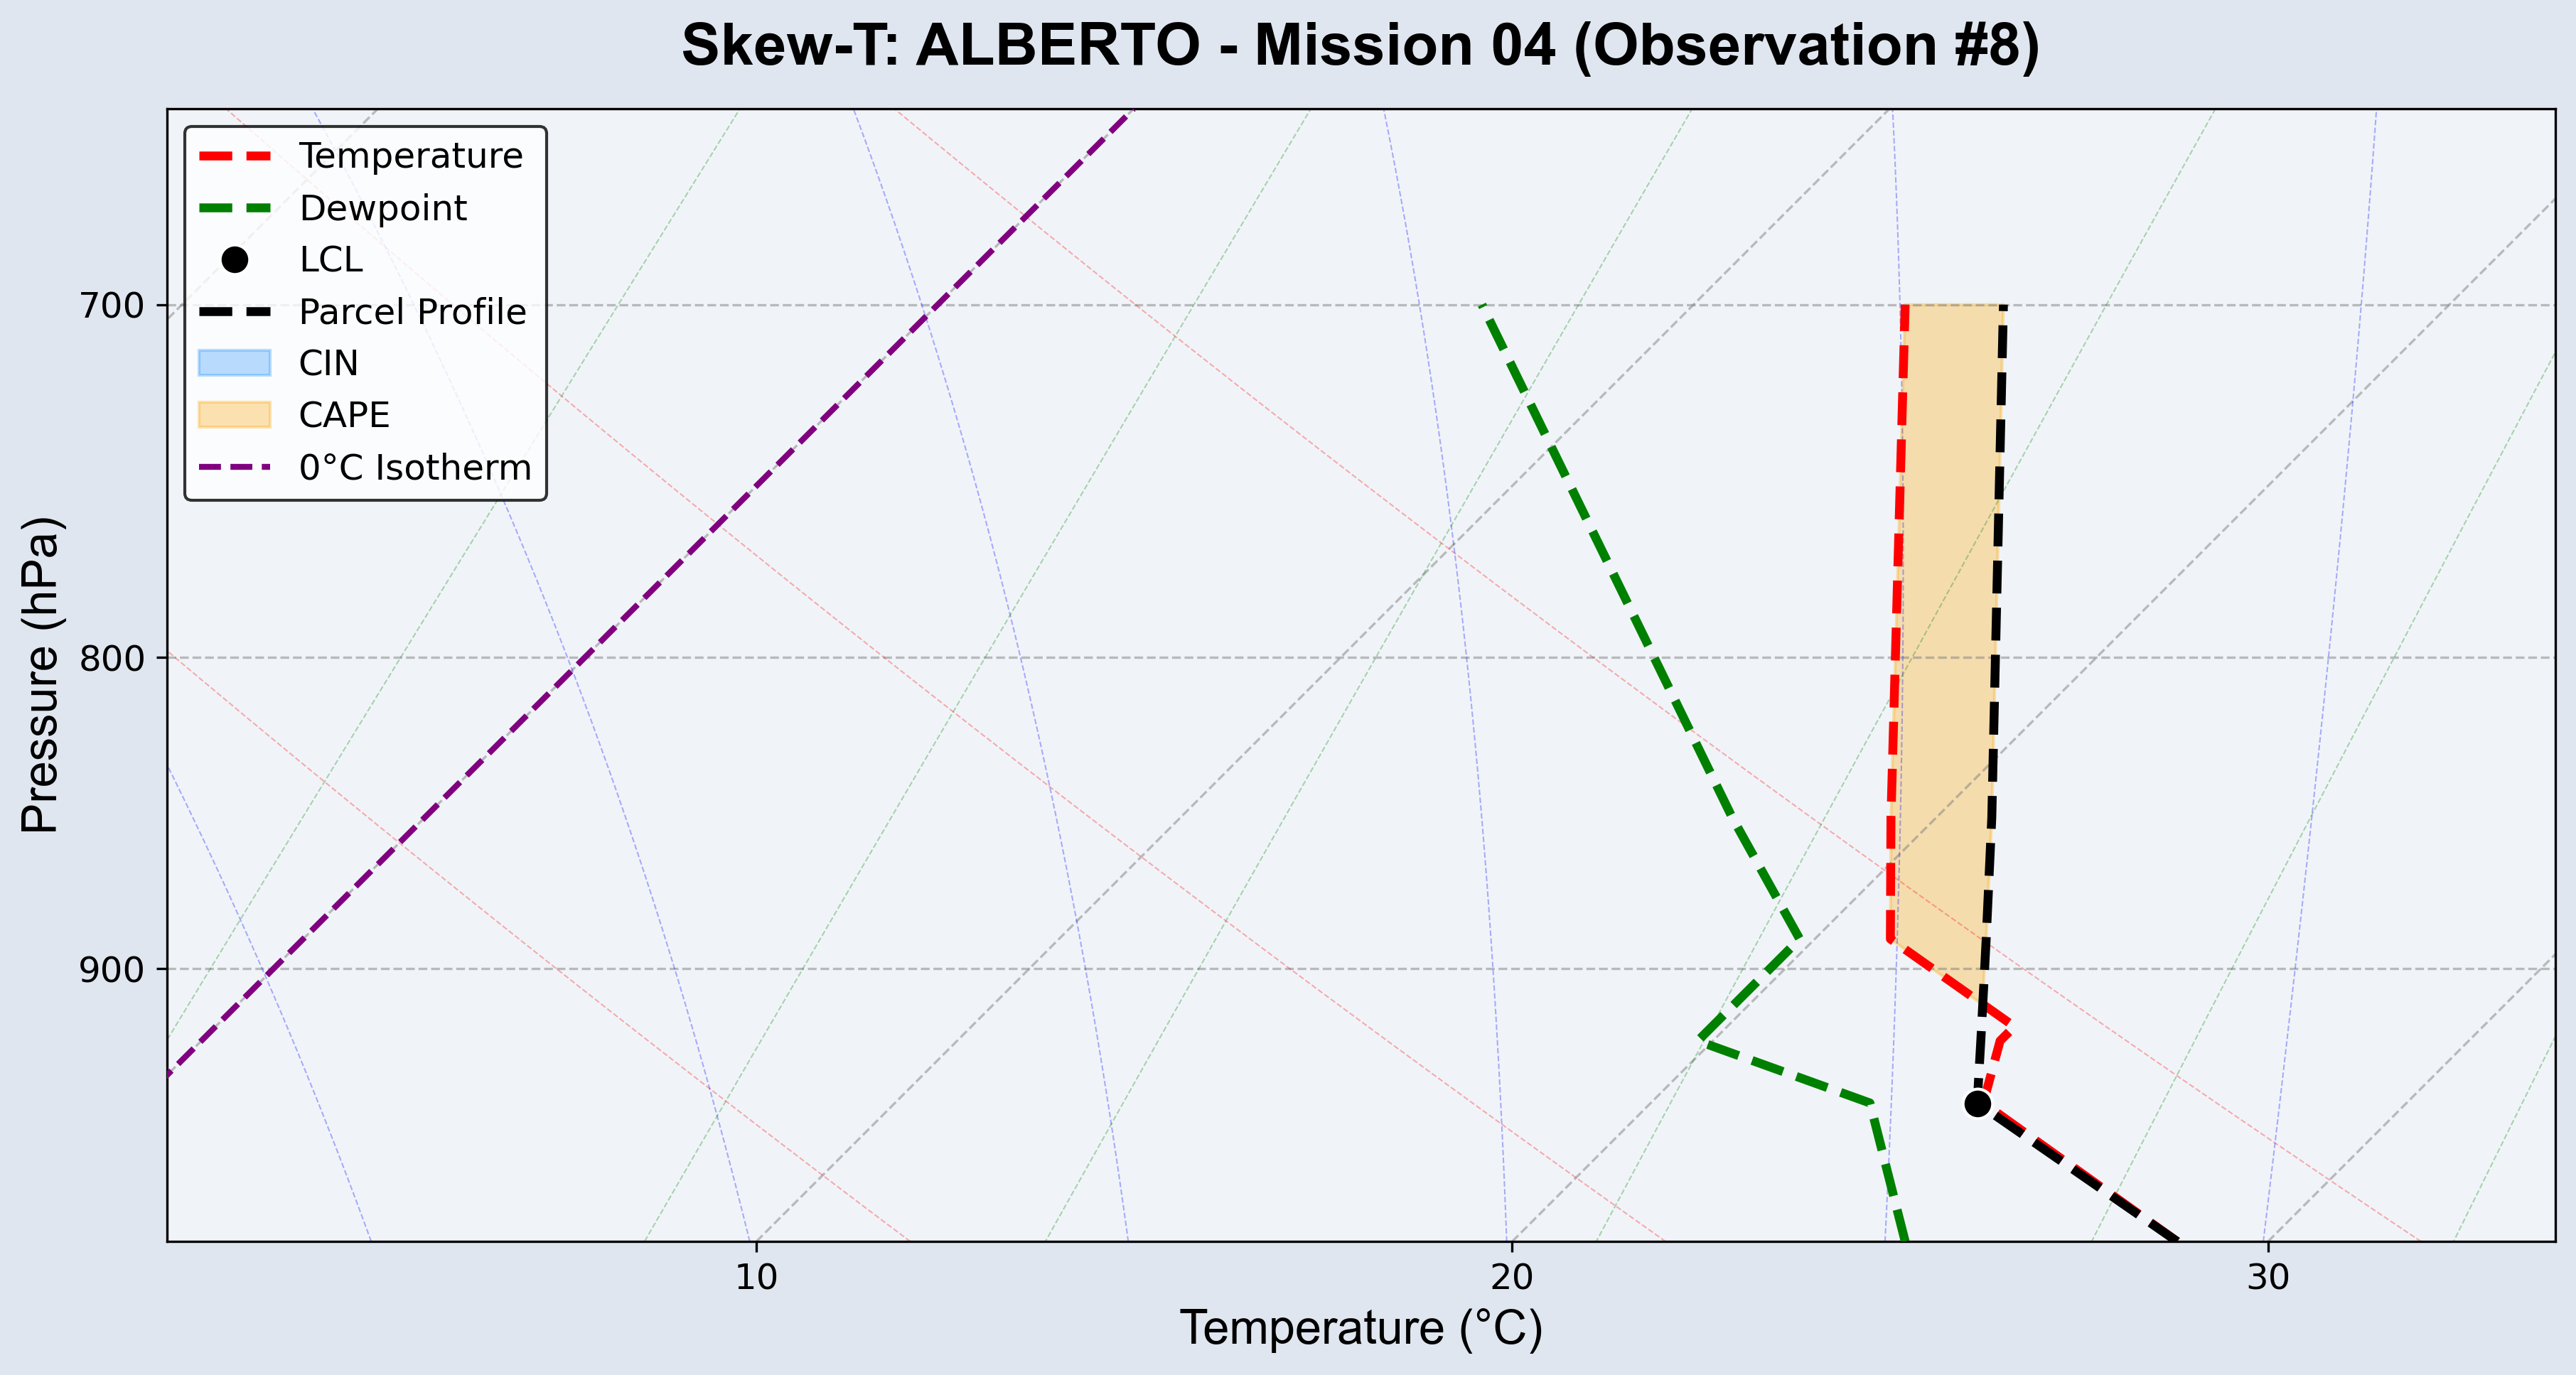 Skew-T: ALBERTO - Mission 04 (Observation #8)
Temperature
Dewpoint
LCL
Parcel Profile
CIN
CAPE
0°C Isotherm
Pressure (hPa)
700
800
900
10 20 30
Temperature (°C)